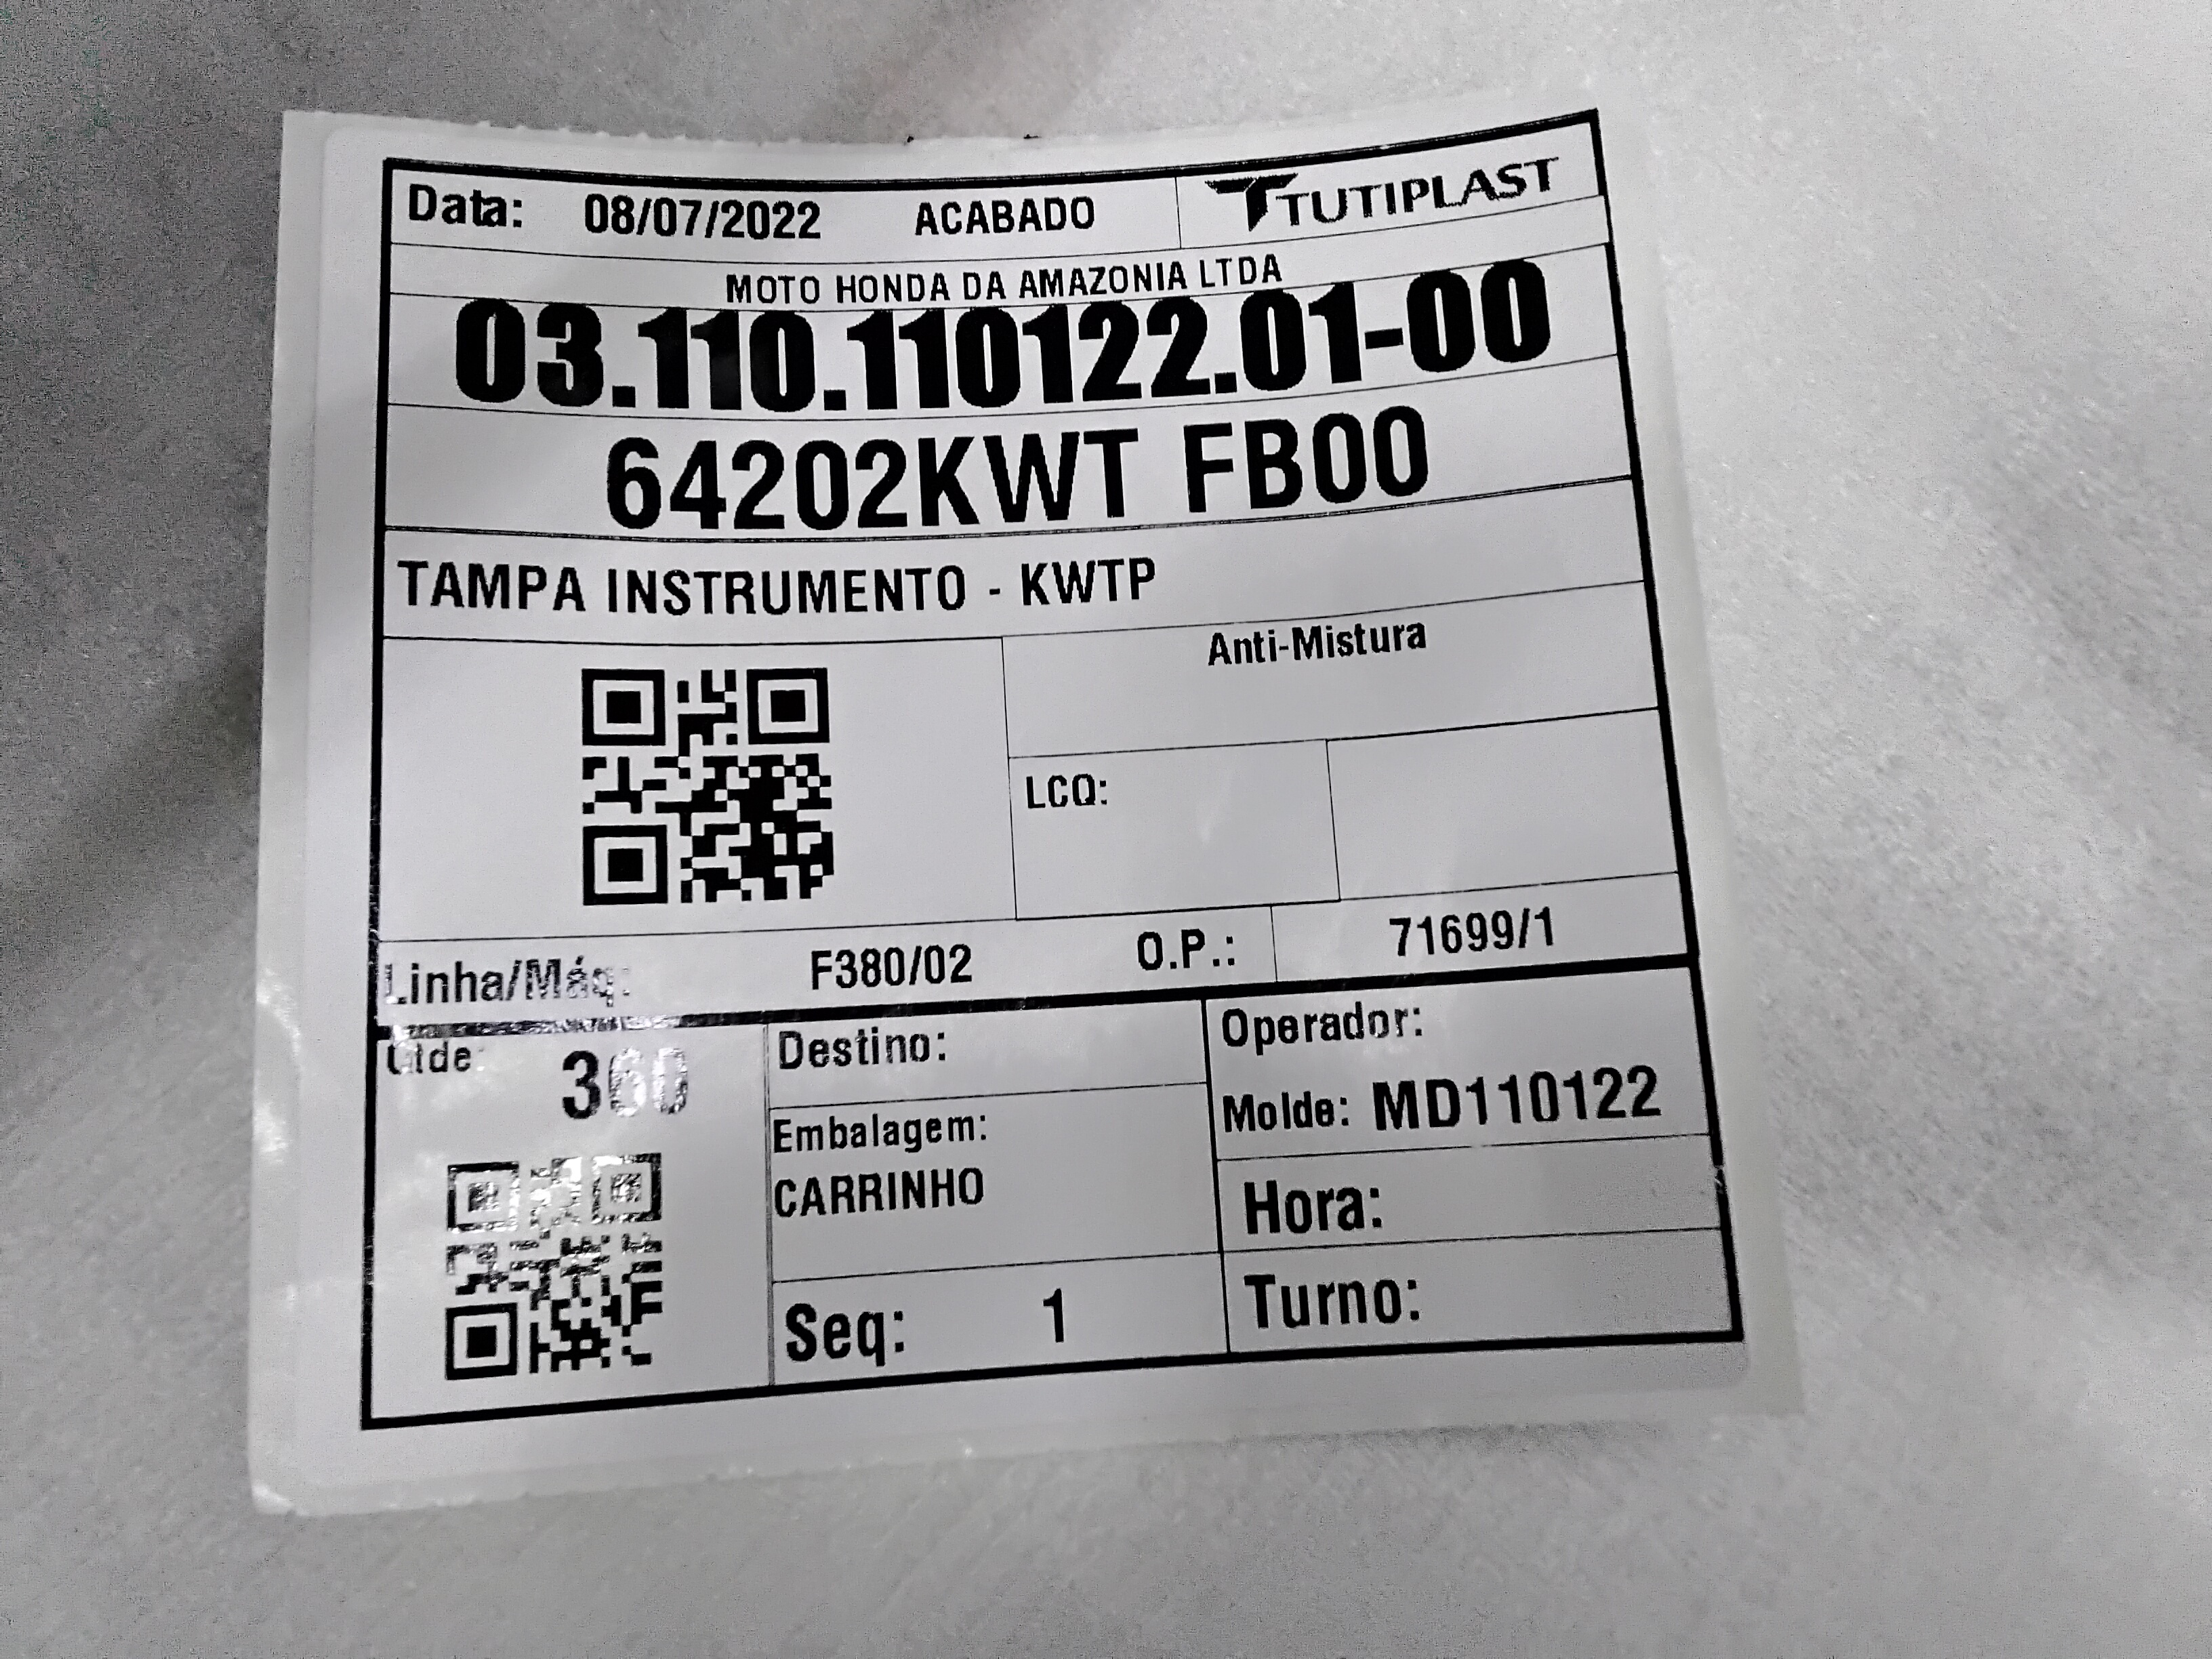 Data: 08/07/2022 ACABADO TUTIPLAST
MOTO HONDA DA AMAZONIA LTDA
03.110.110122.01-00
64202KWT FB00
TAMPA INSTRUMENTO - KWTP
Anti-Mistura
LCQ:
Linha/Máq: F380/02 O.P.: 71699/1
Qtde
360
Destino:
Embalagem:
CARRINHO
Seq: 1
Operador:
Molde: MD110122
Hora:
Turno: